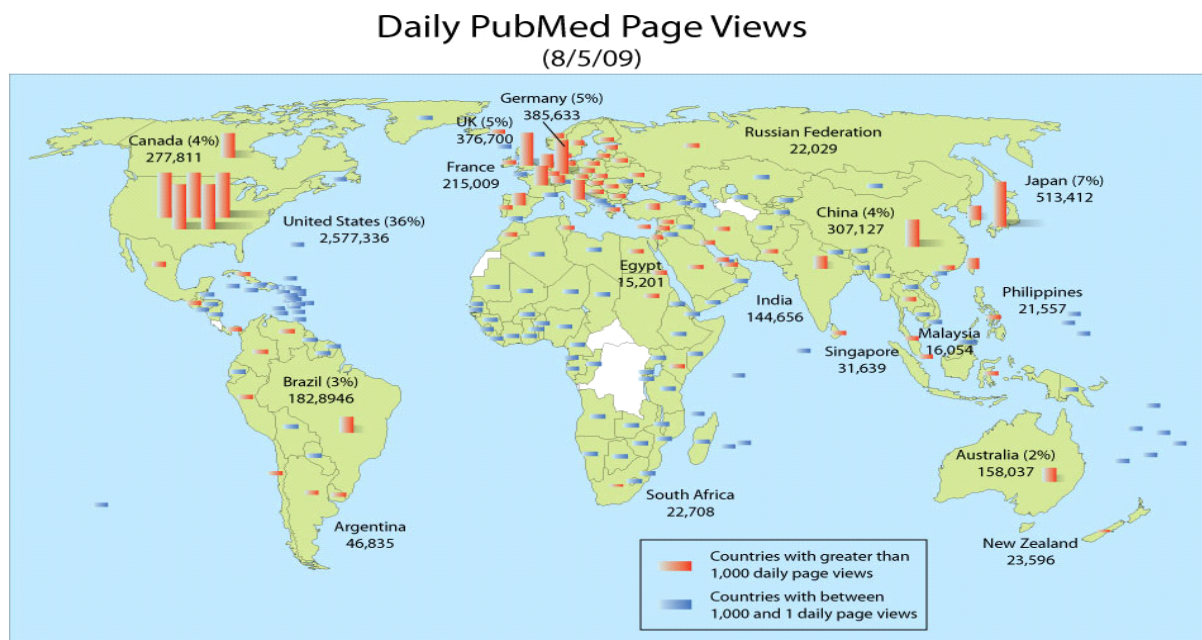 Daily PubMed Page Views
(8/5/09)
Germany (5%)
385,633
UK (5%)
376,700
Canada (4%)
277,811
France
215,009
Russian Federation
22,029
Japan (7%)
513,412
United States (36%)
2,577,336
China (4%)
307,127
Egypt
15,201
India
144,656
Philippines
21,557
Malaysia
16,054
Singapore
31,639
Brazil (3%)
182,8946
Australia (2%)
158,037
South Africa
22,708
Argentina
46,835
New Zealand
23,596
Countries with greater than
1,000 daily page views
Countries with between
1,000 and 1 daily page views